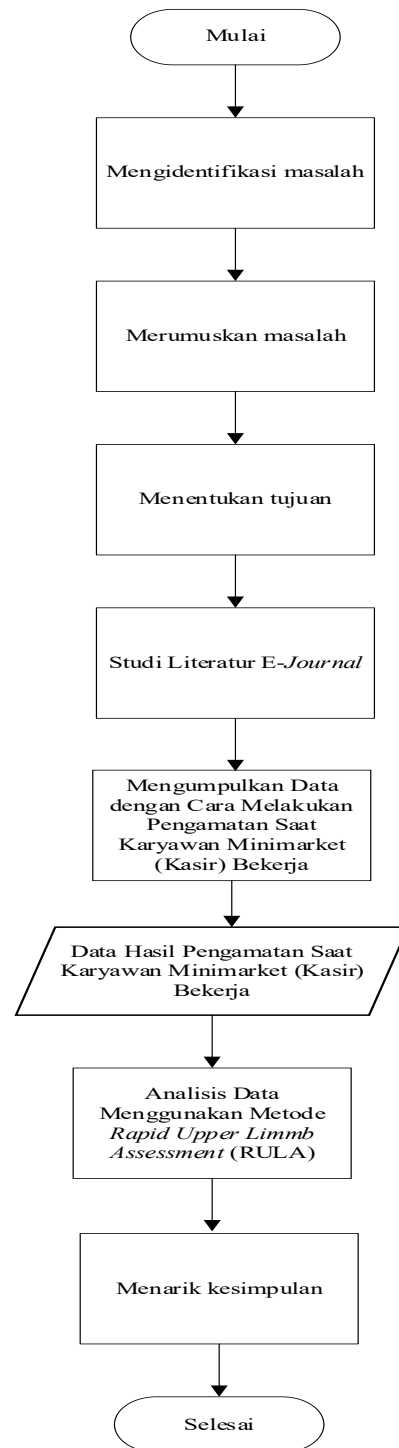 Mulai
Mengidentifikasi masalah
Merumuskan masalah
Menentukan tujuan
Studi Literatur E-Journal
Mengumpulkan Data
dengan Cara Melakukan
Pengamatan Saat
Karyawan Minimarket
(Kasir) Bekerja
Data Hasil Pengamatan Saat
Karyawan Minimarket (Kasir)
Bekerja
Analisis Data
Menggunakan Metode
Rapid Upper Limmb
Assessment (RULA)
Menarik kesimpulan
Selesai